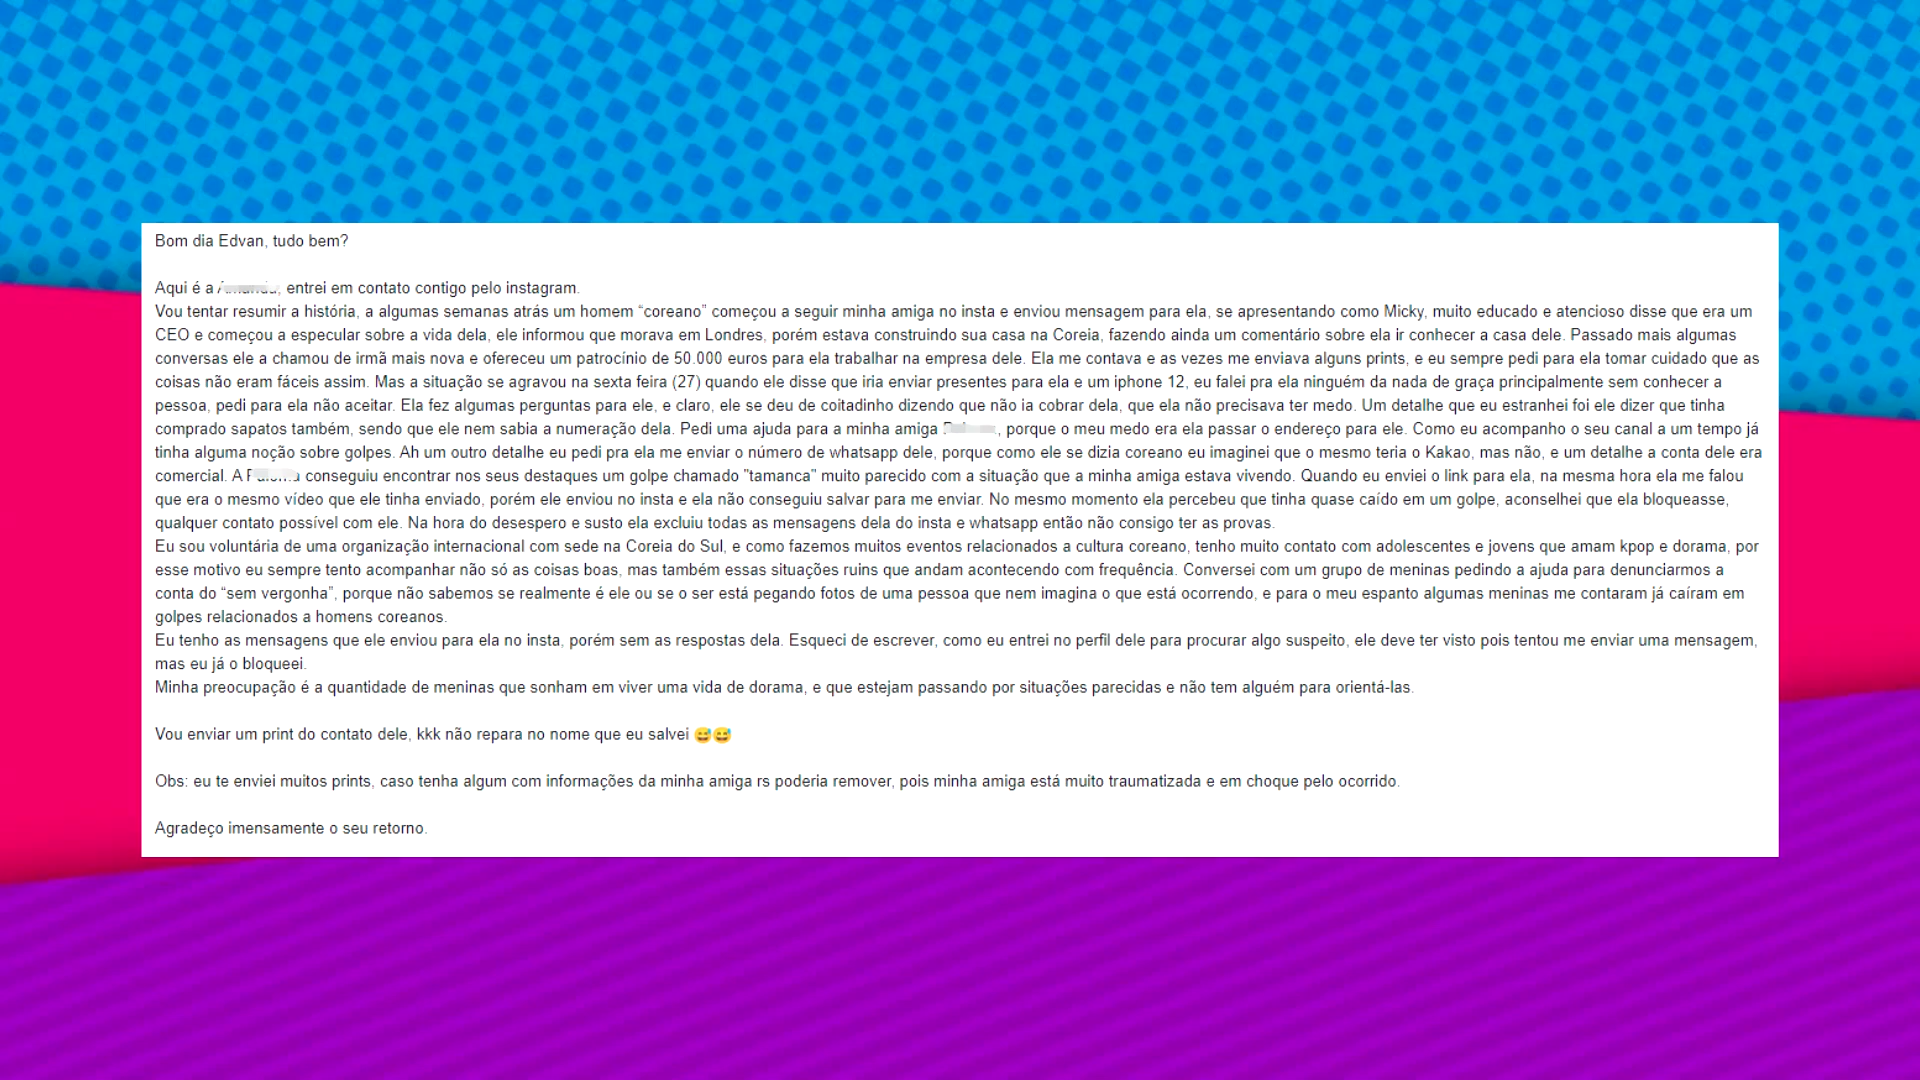 Bom dia Edvan, tudo bem?
Aqui é a entrei em contato contigo pelo instagram.
Vou tentar resumir a história, a algumas semanas atrás um homem “coreano” começou a seguir minha amiga no insta e enviou mensagem para ela, se apresentando como Micky, muito educado e atencioso disse que era um
CEO e começou a especular sobre a vida dela, ele informou que morava em Londres, porém estava construindo sua casa na Coreia, fazendo ainda um comentário sobre ela ir conhecer a casa dele. Passado mais algumas
conversas ele a chamou de irmã mais nova e ofereceu um patrocínio de 50.000 euros para ela trabalhar na empresa dele. Ela me contava e as vezes me enviava alguns prints, e eu sempre pedi para ela tomar cuidado que as
coisas não eram fáceis assim. Mas a situação se agravou na sexta feira (27) quando ele disse que iria enviar presentes para ela e um iphone 12, eu falei pra ela ninguém da nada de graça principalmente sem conhecer a
pessoa, pedi para ela não aceitar. Ela fez algumas perguntas para ele, e claro, ele se deu de coitadinho dizendo que não ia cobrar dela, que ela não precisava ter medo. Um detalhe que eu estranhei foi ele dizer que tinha
comprado sapatos também, sendo que ele nem sabia a numeração dela. Pedi uma ajuda para a minha amiga , porque o meu medo era ela passar o endereço para ele. Como eu acompanho o seu canal a um tempo já
tinha alguma noção sobre golpes. Ah um outro detalhe eu pedi pra ela me enviar o número de whatsapp dele, porque como ele se dizia coreano eu imaginei que o mesmo teria o Kakao, mas não, e um detalhe a conta dele era
comercial. A conseguiu encontrar nos seus destaques um golpe chamado "tamanca" muito parecido com a situação que a minha amiga estava vivendo. Quando eu enviei o link para ela, na mesma hora ela me falou
que era o mesmo vídeo que ele tinha enviado, porém ele enviou no insta e ela não conseguiu salvar para me enviar. No mesmo momento ela percebeu que tinha quase caído em um golpe, aconselhei que ela bloqueasse,
qualquer contato possível com ele. Na hora do desespero e susto ela excluiu todas as mensagens dela do insta e whatsapp então não consigo ter as provas.
Eu sou voluntária de uma organização internacional com sede na Coreia do Sul, e como fazemos muitos eventos relacionados a cultura coreano, tenho muito contato com adolescentes e jovens que amam kpop e dorama, por
esse motivo eu sempre tento acompanhar não só as coisas boas, mas também essas situações ruins que andam acontecendo com frequência. Conversei com um grupo de meninas pedindo a ajuda para denunciarmos a
conta do “sem vergonha”, porque não sabemos se realmente é ele ou se o ser está pegando fotos de uma pessoa que nem imagina o que está ocorrendo, e para o meu espanto algumas meninas me contaram já caíram em
golpes relacionados a homens coreanos.
Eu tenho as mensagens que ele enviou para ela no insta, porém sem as respostas dela. Esqueci de escrever, como eu entrei no perfil dele para procurar algo suspeito, ele deve ter visto pois tentou me enviar uma mensagem,
mas eu já o bloqueei.
Minha preocupação é a quantidade de meninas que sonham em viver uma vida de dorama, e que estejam passando por situações parecidas e não tem alguém para orientá-las.
Vou enviar um print do contato dele, kkk não repara no nome que eu salvei 😅😅
Obs: eu te enviei muitos prints, caso tenha algum com informações da minha amiga rs poderia remover, pois minha amiga está muito traumatizada e em choque pelo ocorrido.
Agradeço imensamente o seu retorno.